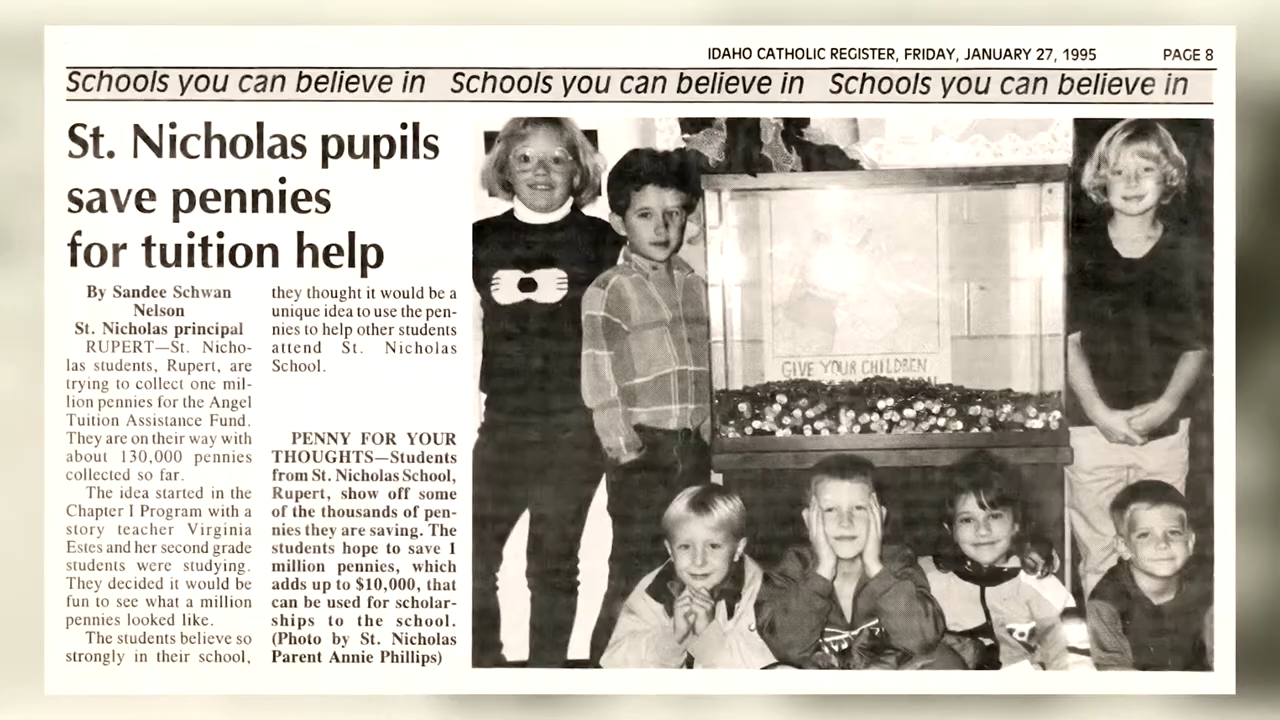 IDAHO CATHOLIC REGISTER, FRIDAY, JANUARY 27, 1995 PAGE 8
Schools you can believe in Schools you can believe in Schools you can believe in
St. Nicholas pupils
save pennies
for tuition help
By Sandee Schwan
Nelson
St. Nicholas principal
RUPERT—St. Nicho-
las students, Rupert, are
trying to collect one mil-
lion pennies for the Angel
Tuition Assistance Fund.
They are on their way with
about 130,000 pennies
collected so far.
The idea started in the
Chapter I Program with a
story teacher Virginia
Estes and her second grade
students were studying.
They decided it would be
fun to see what a million
pennies looked like.
The students believe so
strongly in their school,
they thought it would be a
unique idea to use the pen-
nies to help other students
attend St. Nicholas
School.
PENNY FOR YOUR
THOUGHTS—Students
from St. Nicholas School,
Rupert, show off some
of the thousands of pen-
nies they are saving. The
students hope to save 1
million pennies, which
adds up to $10,000, that
can be used for scholar-
ships to the school.
(Photo by St. Nicholas
Parent Annie Phillips)
GIVE YOUR CHILDREN